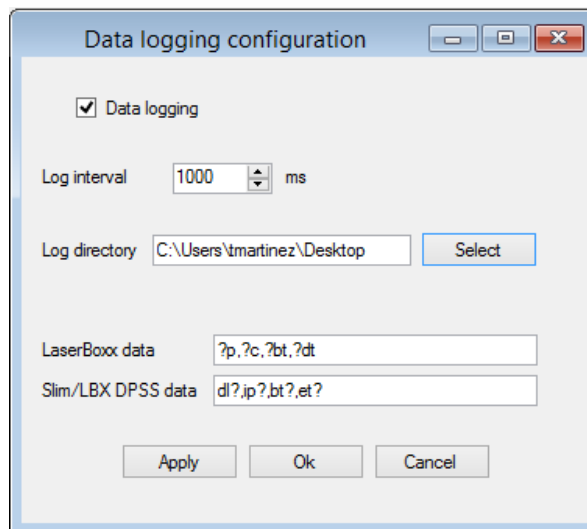 Data logging configuration
Data logging
Log interval 1000 ms
Log directory C:\Users\tmartinez\Desktop Select
LaserBoxx data ?p,?c,?bt,?dt
Slim/LBX DPSS data dl?,ip?,bt?,et?
Apply Ok Cancel